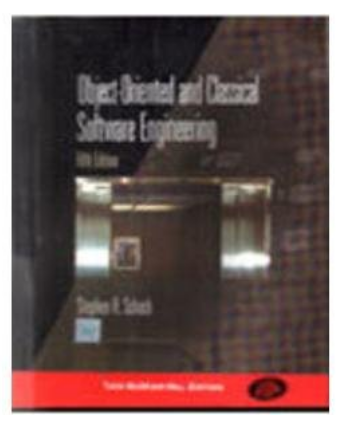 Object-Oriented and Classical
Software Engineering
Fifth Edition
Stephen R. Schach
Tata McGraw-Hill Edition